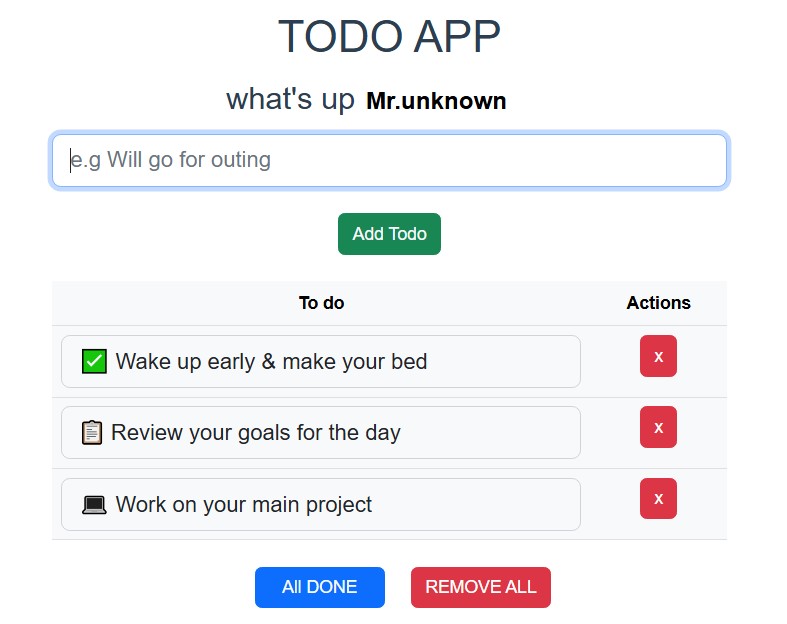 TODO APP
what's up Mr.unknown
e.g Will go for outing
Add Todo
To do Actions
✅ Wake up early & make your bed X
📋 Review your goals for the day X
💻 Work on your main project X
All DONE REMOVE ALL